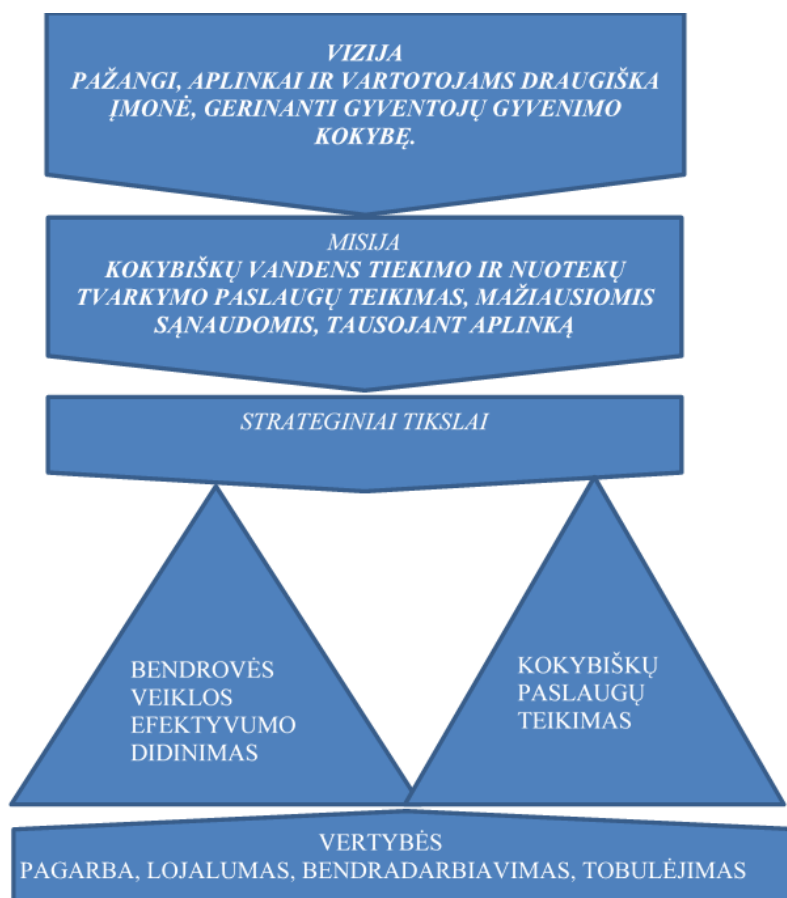 VIZIJA
PAŽANGI, APLINKAI IR VARTOTOJAMS DRAUGIŠKA
ĮMONĖ, GERINANTI GYVENTOJŲ GYVENIMO
KOKYBĘ.
MISIJA
KOKYBIŠKŲ VANDENS TIEKIMO IR NUOTEKŲ
TVARKYMO PASLAUGŲ TEIKIMAS, MAŽIAUSIOMIS
SĄNAUDOMIS, TAUSOJANT APLINKĄ
STRATEGINIAI TIKSLAI
BENDROVĖS
VEIKLOS
EFEKTYVUMO
DIDINIMAS
KOKYBIŠKŲ
PASLAUGŲ
TEIKIMAS
VERTYBĖS
PAGARBA, LOJALUMAS, BENDRADARBIAVIMAS, TOBULĖJIMAS